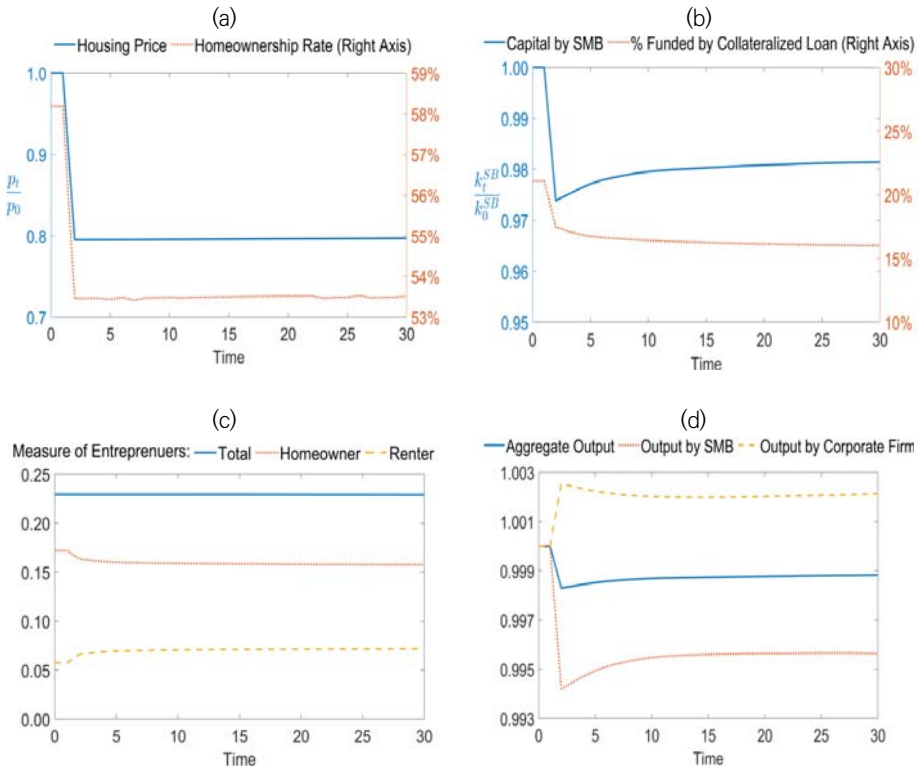 (a)
Housing Price Homeownership Rate (Right Axis)
1.0
0.9
0.8
0.7
p_t
p_0
59%
58%
57%
56%
55%
54%
53%
0 5 10 15 20 25 30
Time
(b)
Capital by SMB % Funded by Collateralized Loan (Right Axis)
1.00
0.99
0.98
0.97
0.96
0.95
k_t^SB
k_0^SB
30%
25%
20%
15%
10%
0 5 10 15 20 25 30
Time
(c)
Measure of Entreprenuers: Total Homeowner Renter
0.25
0.20
0.15
0.10
0.05
0.00
0 5 10 15 20 25 30
Time
(d)
Aggregate Output Output by SMB Output by Corporate Firm
1.003
1.001
0.999
0.997
0.995
0.993
0 5 10 15 20 25 30
Time